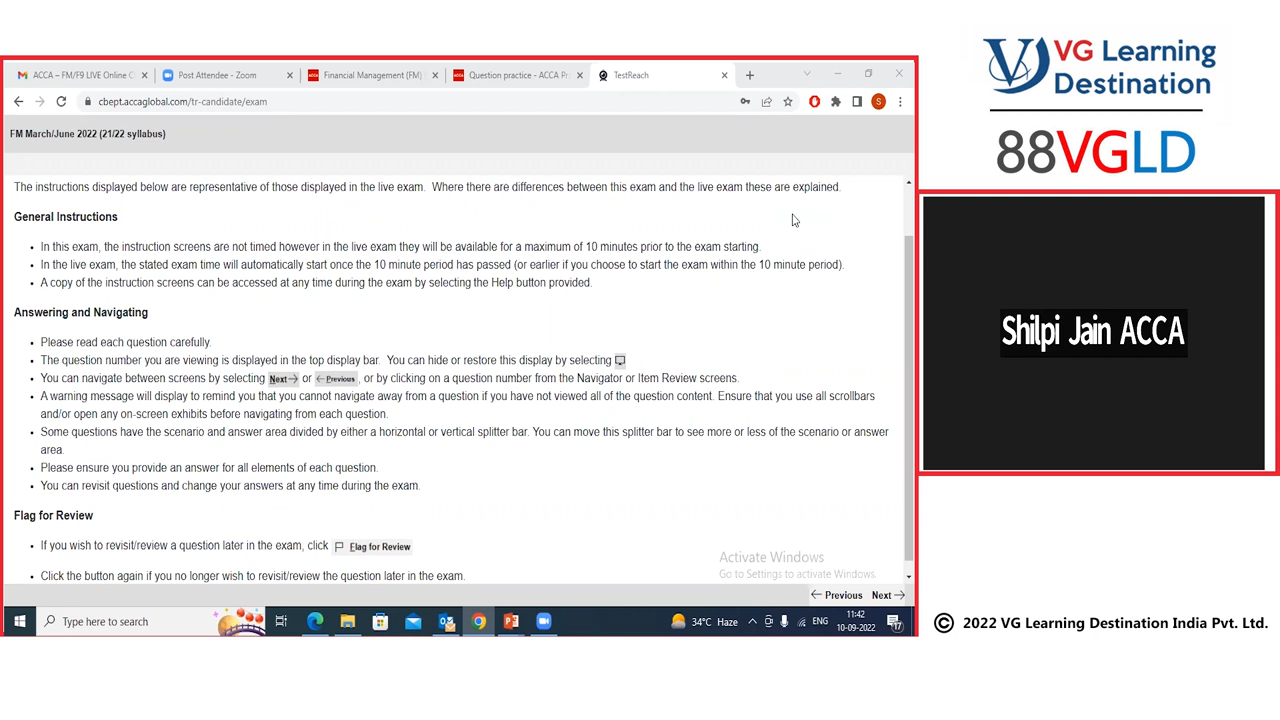 ACCA – FM/F9 LIVE Online C
Post Attendee - Zoom
Financial Management (FM)
Question practice - ACCA Pr
TestReach
cbept.accaglobal.com/tr-candidate/exam
S
FM March/June 2022 (21/22 syllabus)
The instructions displayed below are representative of those displayed in the live exam. Where there are differences between this exam and the live exam these are explained.
General Instructions
• In this exam, the instruction screens are not timed however in the live exam they will be available for a maximum of 10 minutes prior to the exam starting.
• In the live exam, the stated exam time will automatically start once the 10 minute period has passed (or earlier if you choose to start the exam within the 10 minute period).
• A copy of the instruction screens can be accessed at any time during the exam by selecting the Help button provided.
Answering and Navigating
• Please read each question carefully.
• The question number you are viewing is displayed in the top display bar. You can hide or restore this display by selecting
• You can navigate between screens by selecting Next→ or ←Previous, or by clicking on a question number from the Navigator or Item Review screens.
• A warning message will display to remind you that you cannot navigate away from a question if you have not viewed all of the question content. Ensure that you use all scrollbars
and/or open any on-screen exhibits before navigating from each question.
• Some questions have the scenario and answer area divided by either a horizontal or vertical splitter bar. You can move this splitter bar to see more or less of the scenario or answer
area.
• Please ensure you provide an answer for all elements of each question.
• You can revisit questions and change your answers at any time during the exam.
Flag for Review
• If you wish to revisit/review a question later in the exam, click Flag for Review
• Click the button again if you no longer wish to revisit/review the question later in the exam.
Activate Windows
Go to Settings to activate Windows.
← Previous Next →
Type here to search
34°C Haze
ENG
11:42
10-09-2022
17
VG Learning
Destination
88VGLD
Shilpi Jain ACCA
© 2022 VG Learning Destination India Pvt. Ltd.